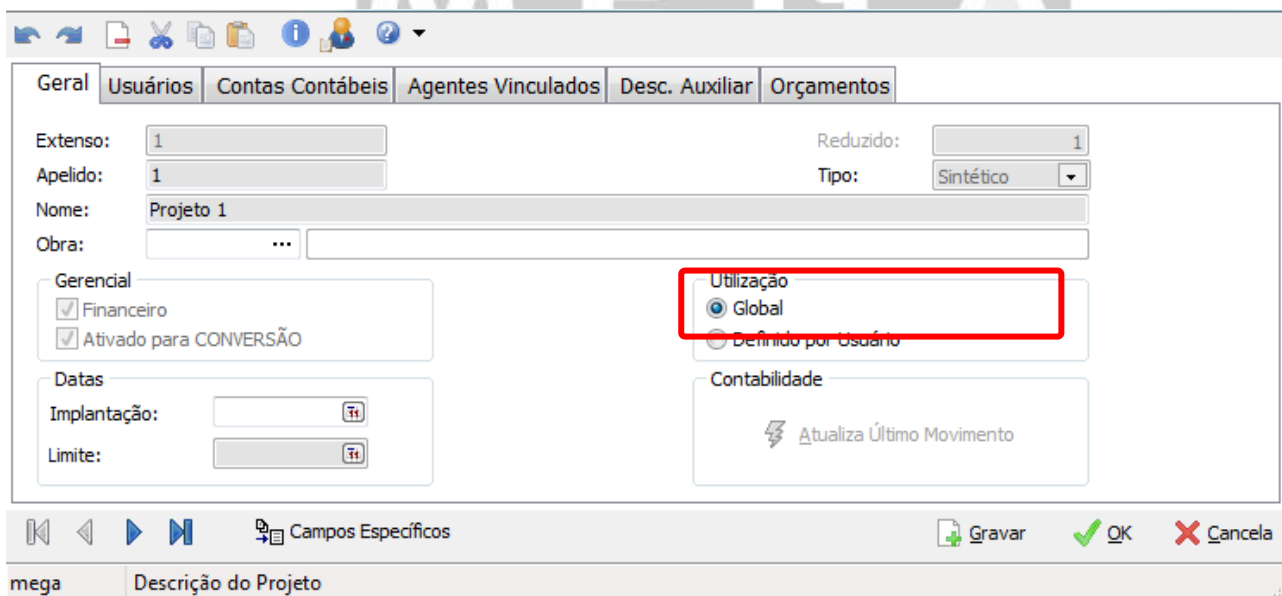 Geral Usuários Contas Contábeis Agentes Vinculados Desc. Auxiliar Orçamentos
Extenso: 1 Reduzido: 1
Apelido: 1 Tipo: Sintético
Nome: Projeto 1
Obra: ...
Gerencial Utilização
Financeiro Global
Ativado para CONVERSÃO Definido por Usuário
Datas Contabilidade
Implantação:
Atualiza Último Movimento
Limite:
Campos Específicos Gravar OK Cancela
mega Descrição do Projeto